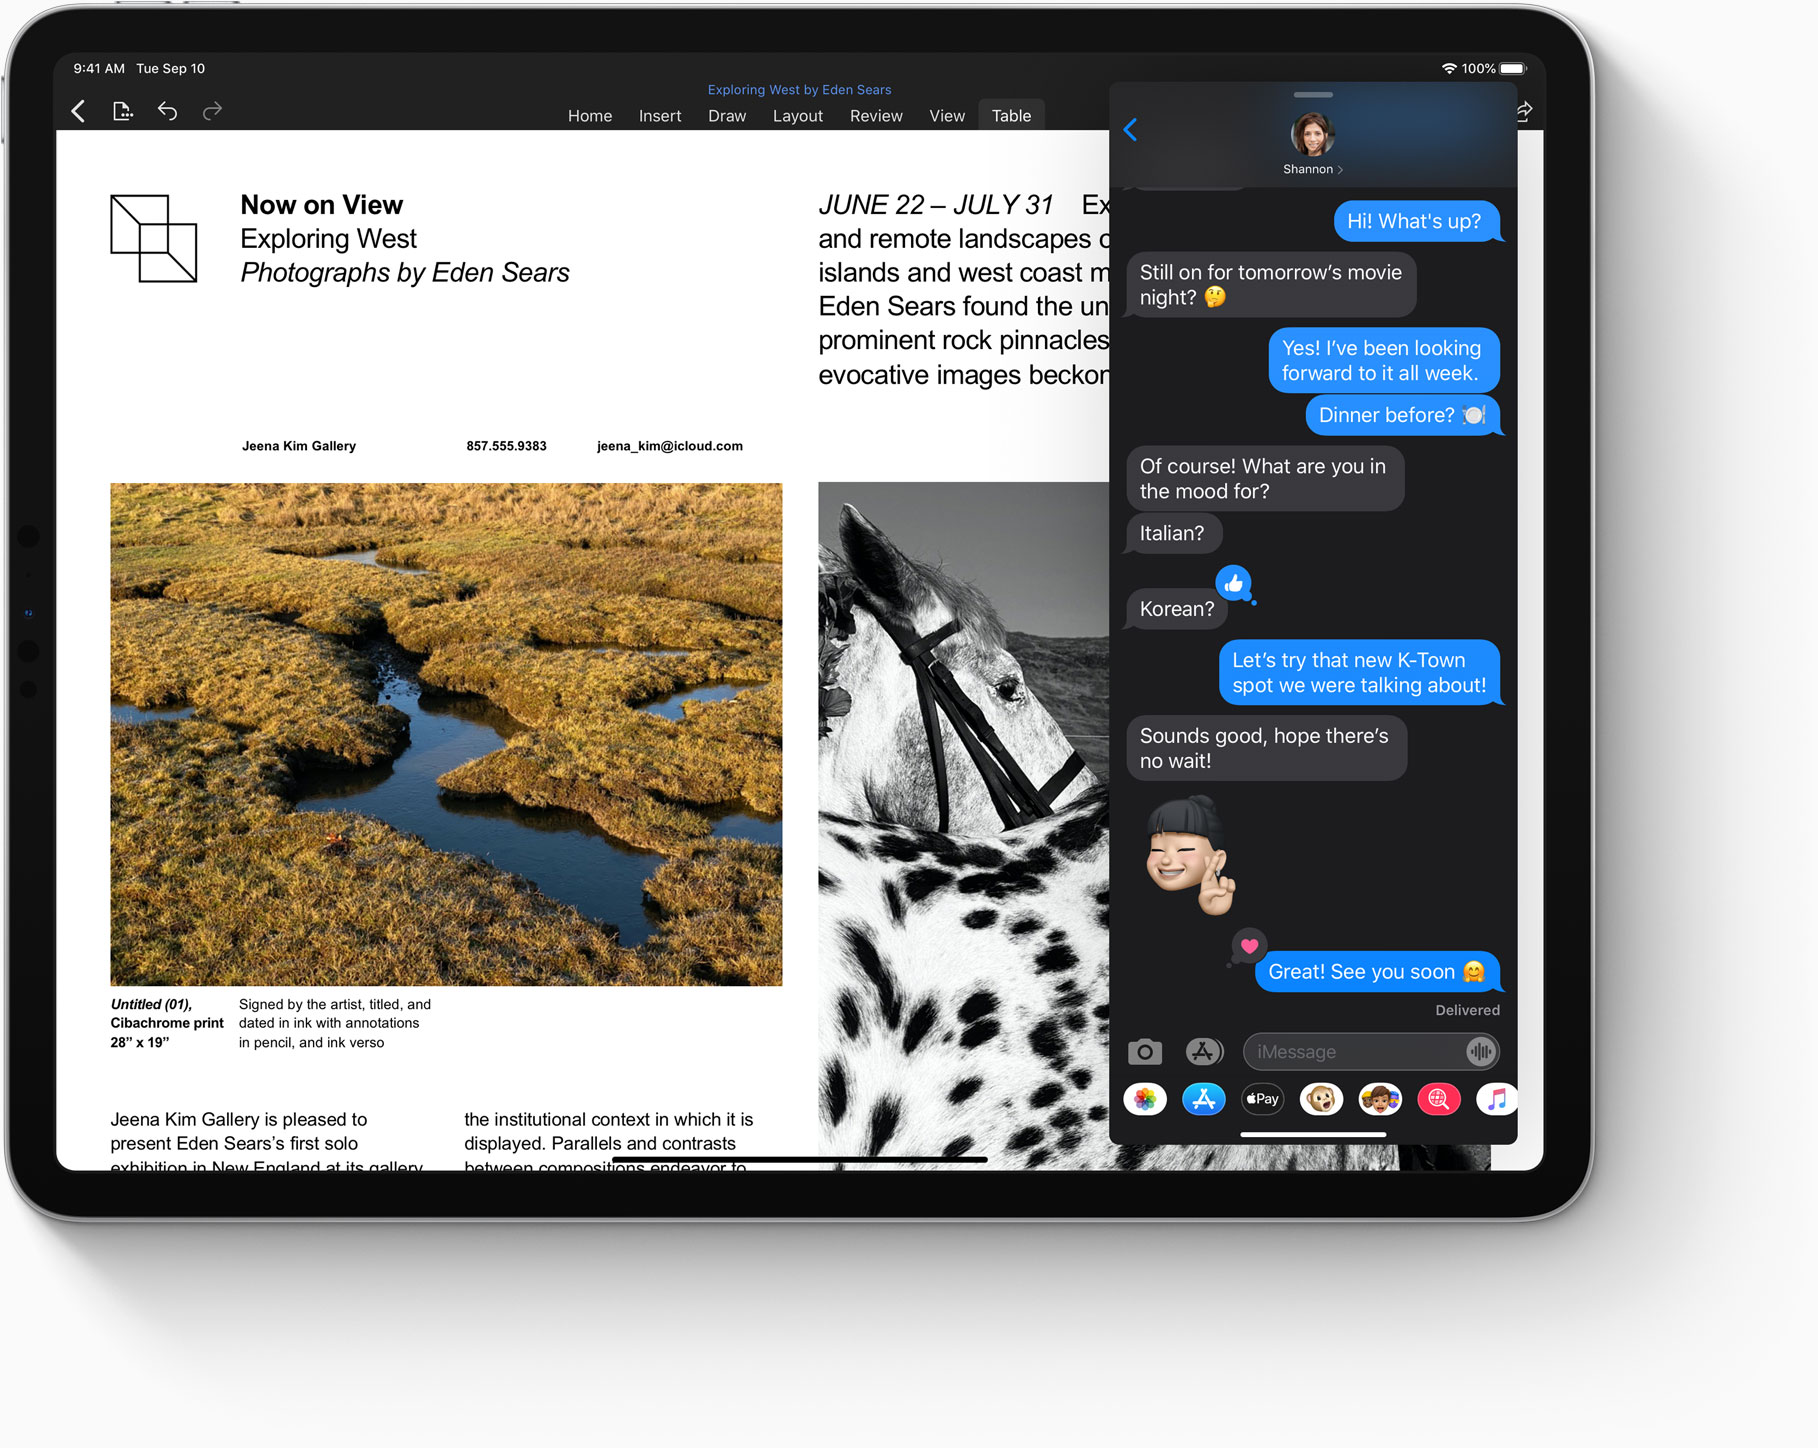 9:41 AM Tue Sep 10
100%
Exploring West by Eden Sears
Home Insert Draw Layout Review View Table
Now on View
Exploring West
Photographs by Eden Sears
JUNE 22 – JULY 31 Ex
and remote landscapes
islands and west coast
Eden Sears found the un
prominent rock pinnacles
evocative images beckon
Jeena Kim Gallery 857.555.9383 jeena_kim@icloud.com
Untitled (01),
Cibachrome print
28” x 19”
Signed by the artist, titled, and
dated in ink with annotations
in pencil, and ink verso
Jeena Kim Gallery is pleased to
present Eden Sears’s first solo
exhibition in New England at its gallery
the institutional context in which it is
displayed. Parallels and contrasts
between compositions endeavor to
Shannon
Hi! What's up?
Still on for tomorrow’s movie
night? 🤔
Yes! I’ve been looking
forward to it all week.
Dinner before? 🍽
Of course! What are you in
the mood for?
Italian?
Korean?
Let’s try that new K-Town
spot we were talking about!
Sounds good, hope there’s
no wait!
Great! See you soon 🤗
Delivered
iMessage
Pay